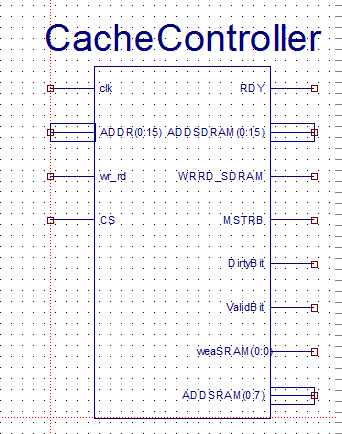 CacheController
clk RDY
ADDR(0:15) ADDSDRAM(0:15)
wr_rd WRRD_SDRAM
CS MSTRB
DirtyBit
ValidBit
weaSRAM(0:0)
ADDSRAM(0:7)